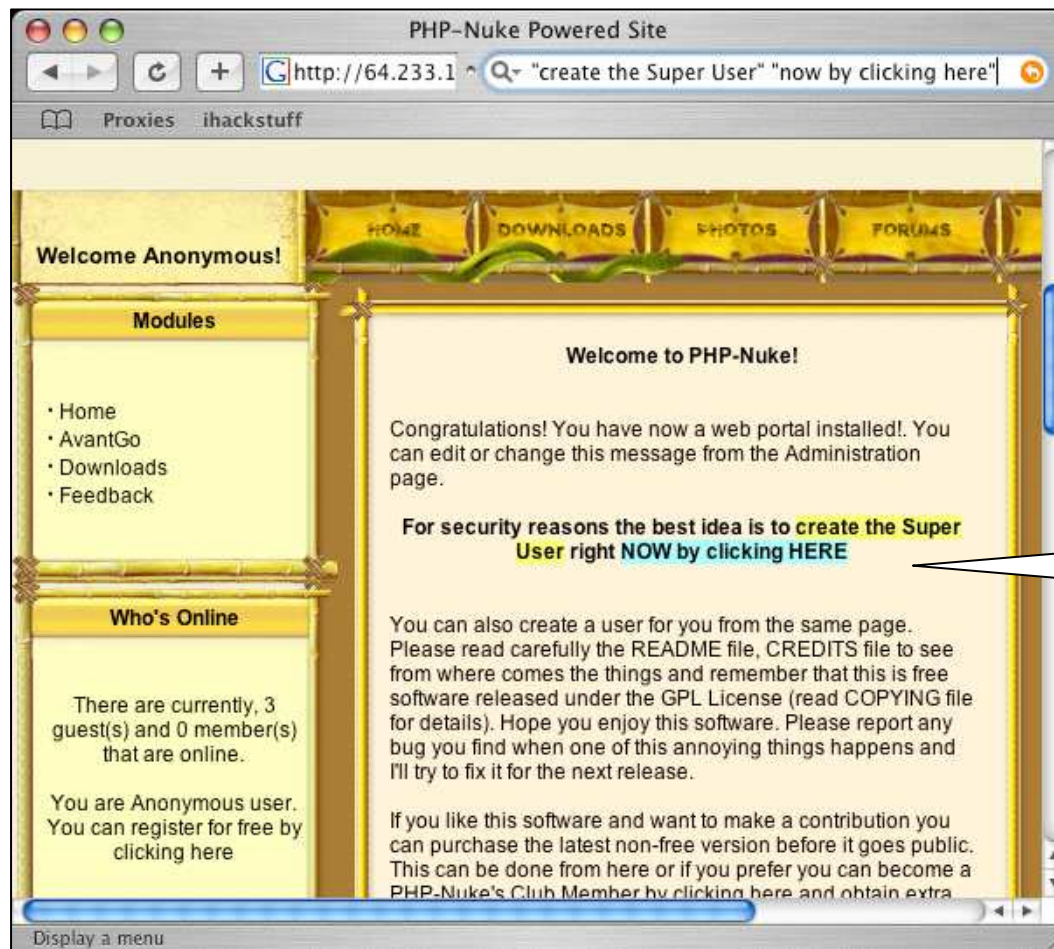 PHP-Nuke Powered Site
http://64.233.1
"create the Super User" "now by clicking here"
Proxies ihackstuff
Welcome Anonymous!
HOME DOWNLOADS PHOTOS FORUMS
Modules
· Home
· AvantGo
· Downloads
· Feedback
Who's Online
There are currently, 3
guest(s) and 0 member(s)
that are online.
You are Anonymous user.
You can register for free by
clicking here
Welcome to PHP-Nuke!
Congratulations! You have now a web portal installed!. You
can edit or change this message from the Administration
page.
For security reasons the best idea is to create the Super
User right NOW by clicking HERE
You can also create a user for you from the same page.
Please read carefully the README file, CREDITS file to see
from where comes the things and remember that this is free
software released under the GPL License (read COPYING file
for details). Hope you enjoy this software. Please report any
bug you find when one of this annoying things happens and
I'll try to fix it for the next release.
If you like this software and want to make a contribution you
can purchase the latest non-free version before it goes public.
This can be done from here or if you prefer you can become a
PHP-Nuke's Club Member by clicking here and obtain extra
Display a menu